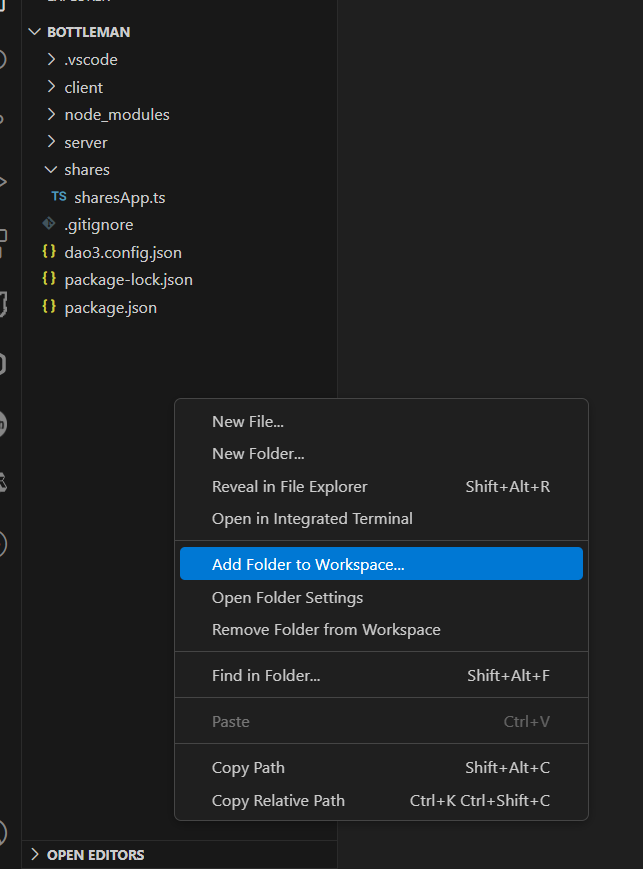 BOTTLEMAN
.vscode
client
node_modules
server
shares
TS sharesApp.ts
.gitignore
{} dao3.config.json
{} package-lock.json
{} package.json
New File...
New Folder...
Reveal in File Explorer Shift+Alt+R
Open in Integrated Terminal
Add Folder to Workspace...
Open Folder Settings
Remove Folder from Workspace
Find in Folder... Shift+Alt+F
Paste Ctrl+V
Copy Path Shift+Alt+C
Copy Relative Path Ctrl+K Ctrl+Shift+C
OPEN EDITORS